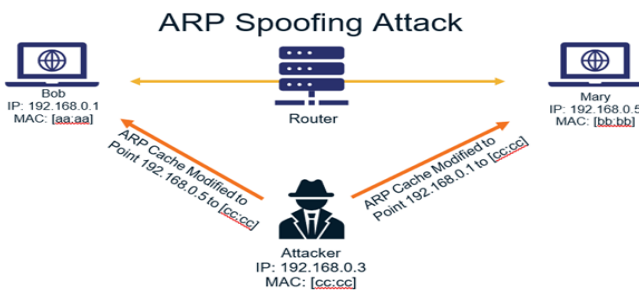 ARP Spoofing Attack
Bob
IP: 192.168.0.1
MAC: [aa:aa]
Router
Mary
IP: 192.168.0.5
MAC: [bb:bb]
ARP Cache Modified to
Point 192.168.0.5 to [cc:cc]
ARP Cache Modified to
Point 192.168.0.1 to [cc:cc]
Attacker
IP: 192.168.0.3
MAC: [cc:cc]